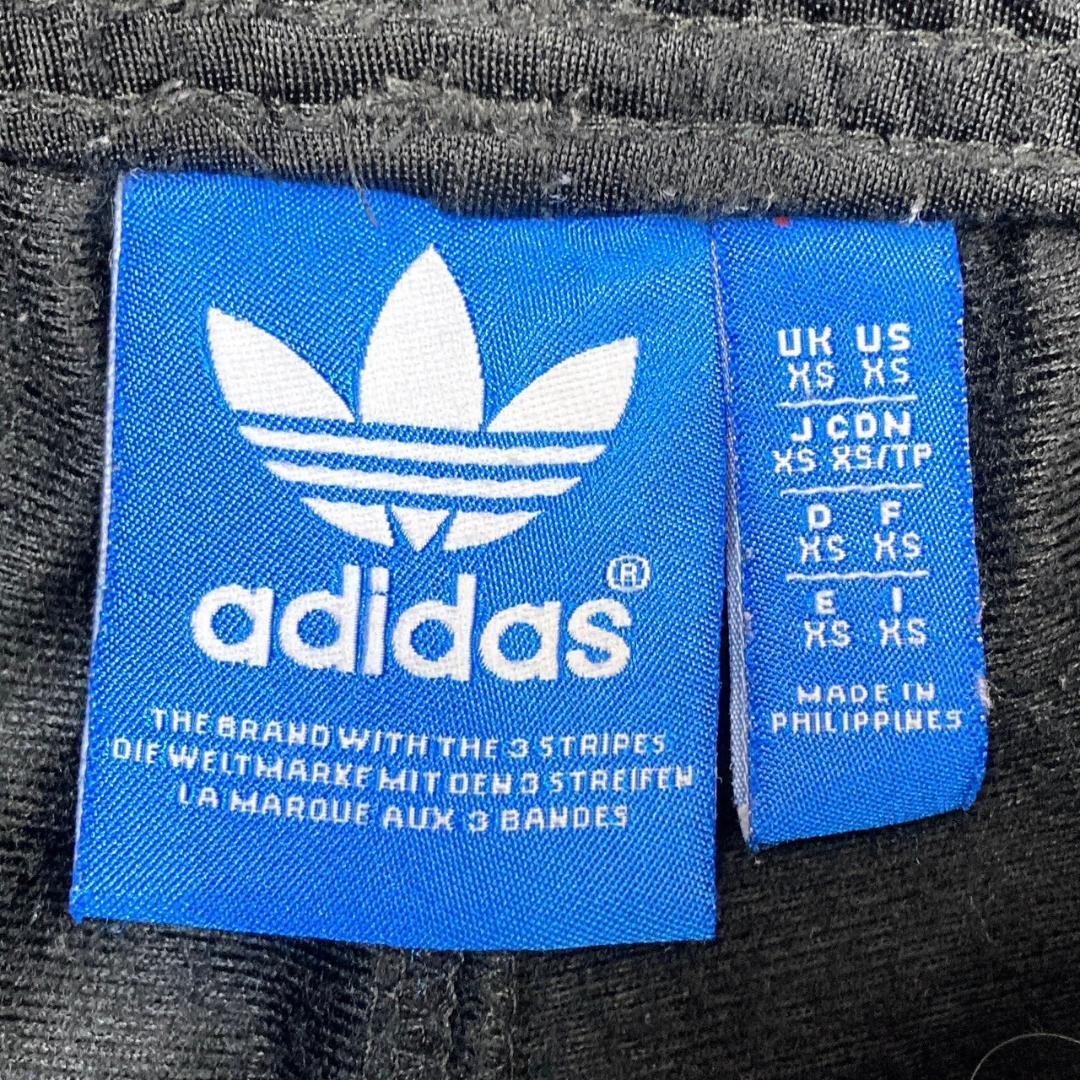 adidas®
THE BRAND WITH THE 3 STRIPES
DIE WELTMARKE MIT DEN 3 STREIFEN
LA MARQUE AUX 3 BANDES
UK US
XS XS
J CDN
XS XS/TP
D F
XS XS
E I
XS XS
MADE IN
PHILIPPINES